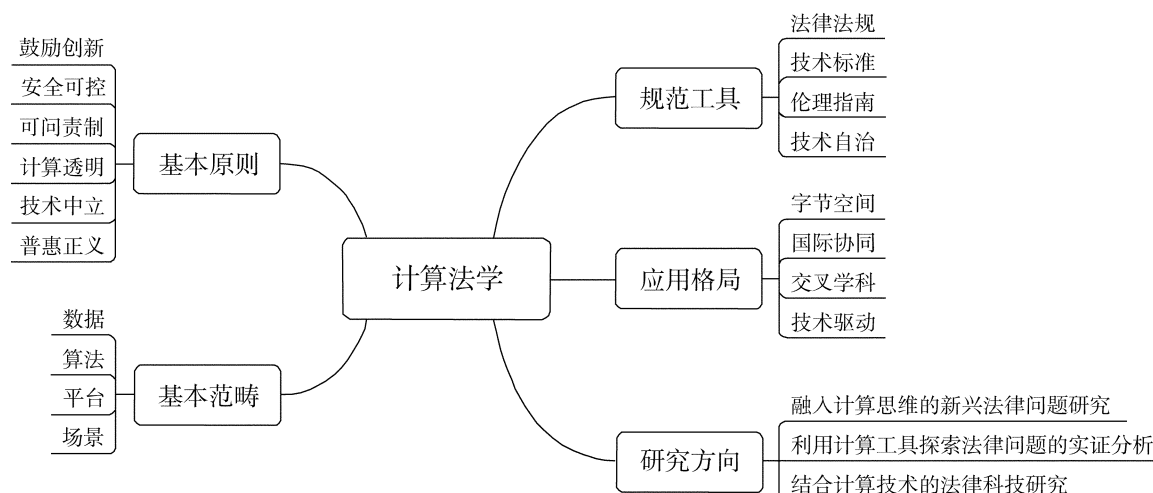 鼓励创新
安全可控
可问责制
计算透明
技术中立
普惠正义
基本原则
数据
算法
平台
场景
基本范畴
计算法学
规范工具
法律法规
技术标准
伦理指南
技术自治
应用格局
字节空间
国际协同
交叉学科
技术驱动
研究方向
融入计算思维的新兴法律问题研究
利用计算工具探索法律问题的实证分析
结合计算技术的法律科技研究